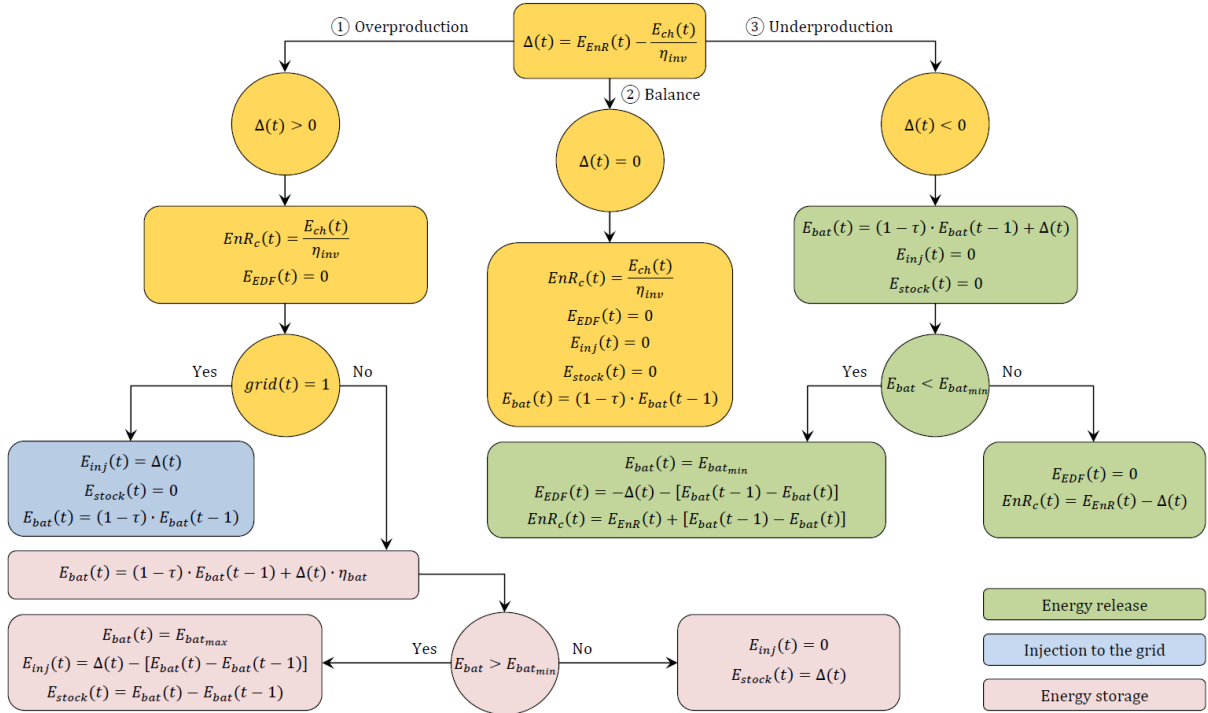 ① Overproduction
Δ(t) = E_EnR(t) − E_ch(t)/η_inv
③ Underproduction
② Balance
Δ(t) > 0
Δ(t) = 0
Δ(t) < 0
EnR_c(t) = E_ch(t)/η_inv
E_EDF(t) = 0
EnR_c(t) = E_ch(t)/η_inv
E_EDF(t) = 0
E_inj(t) = 0
E_stock(t) = 0
E_bat(t) = (1 − τ) · E_bat(t − 1)
E_bat(t) = (1 − τ) · E_bat(t − 1) + Δ(t)
E_inj(t) = 0
E_stock(t) = 0
Yes
grid(t) = 1
No
Yes
E_bat < E_bat_min
No
E_inj(t) = Δ(t)
E_stock(t) = 0
E_bat(t) = (1 − τ) · E_bat(t − 1)
E_bat(t) = E_bat_min
E_EDF(t) = −Δ(t) − [E_bat(t − 1) − E_bat(t)]
EnR_c(t) = E_EnR(t) + [E_bat(t − 1) − E_bat(t)]
E_EDF(t) = 0
EnR_c(t) = E_EnR(t) − Δ(t)
E_bat(t) = (1 − τ) · E_bat(t − 1) + Δ(t) · η_bat
E_bat(t) = E_bat_max
E_inj(t) = Δ(t) − [E_bat(t) − E_bat(t − 1)]
E_stock(t) = E_bat(t) − E_bat(t − 1)
Yes
E_bat > E_bat_min
No
E_inj(t) = 0
E_stock(t) = Δ(t)
Energy release
Injection to the grid
Energy storage